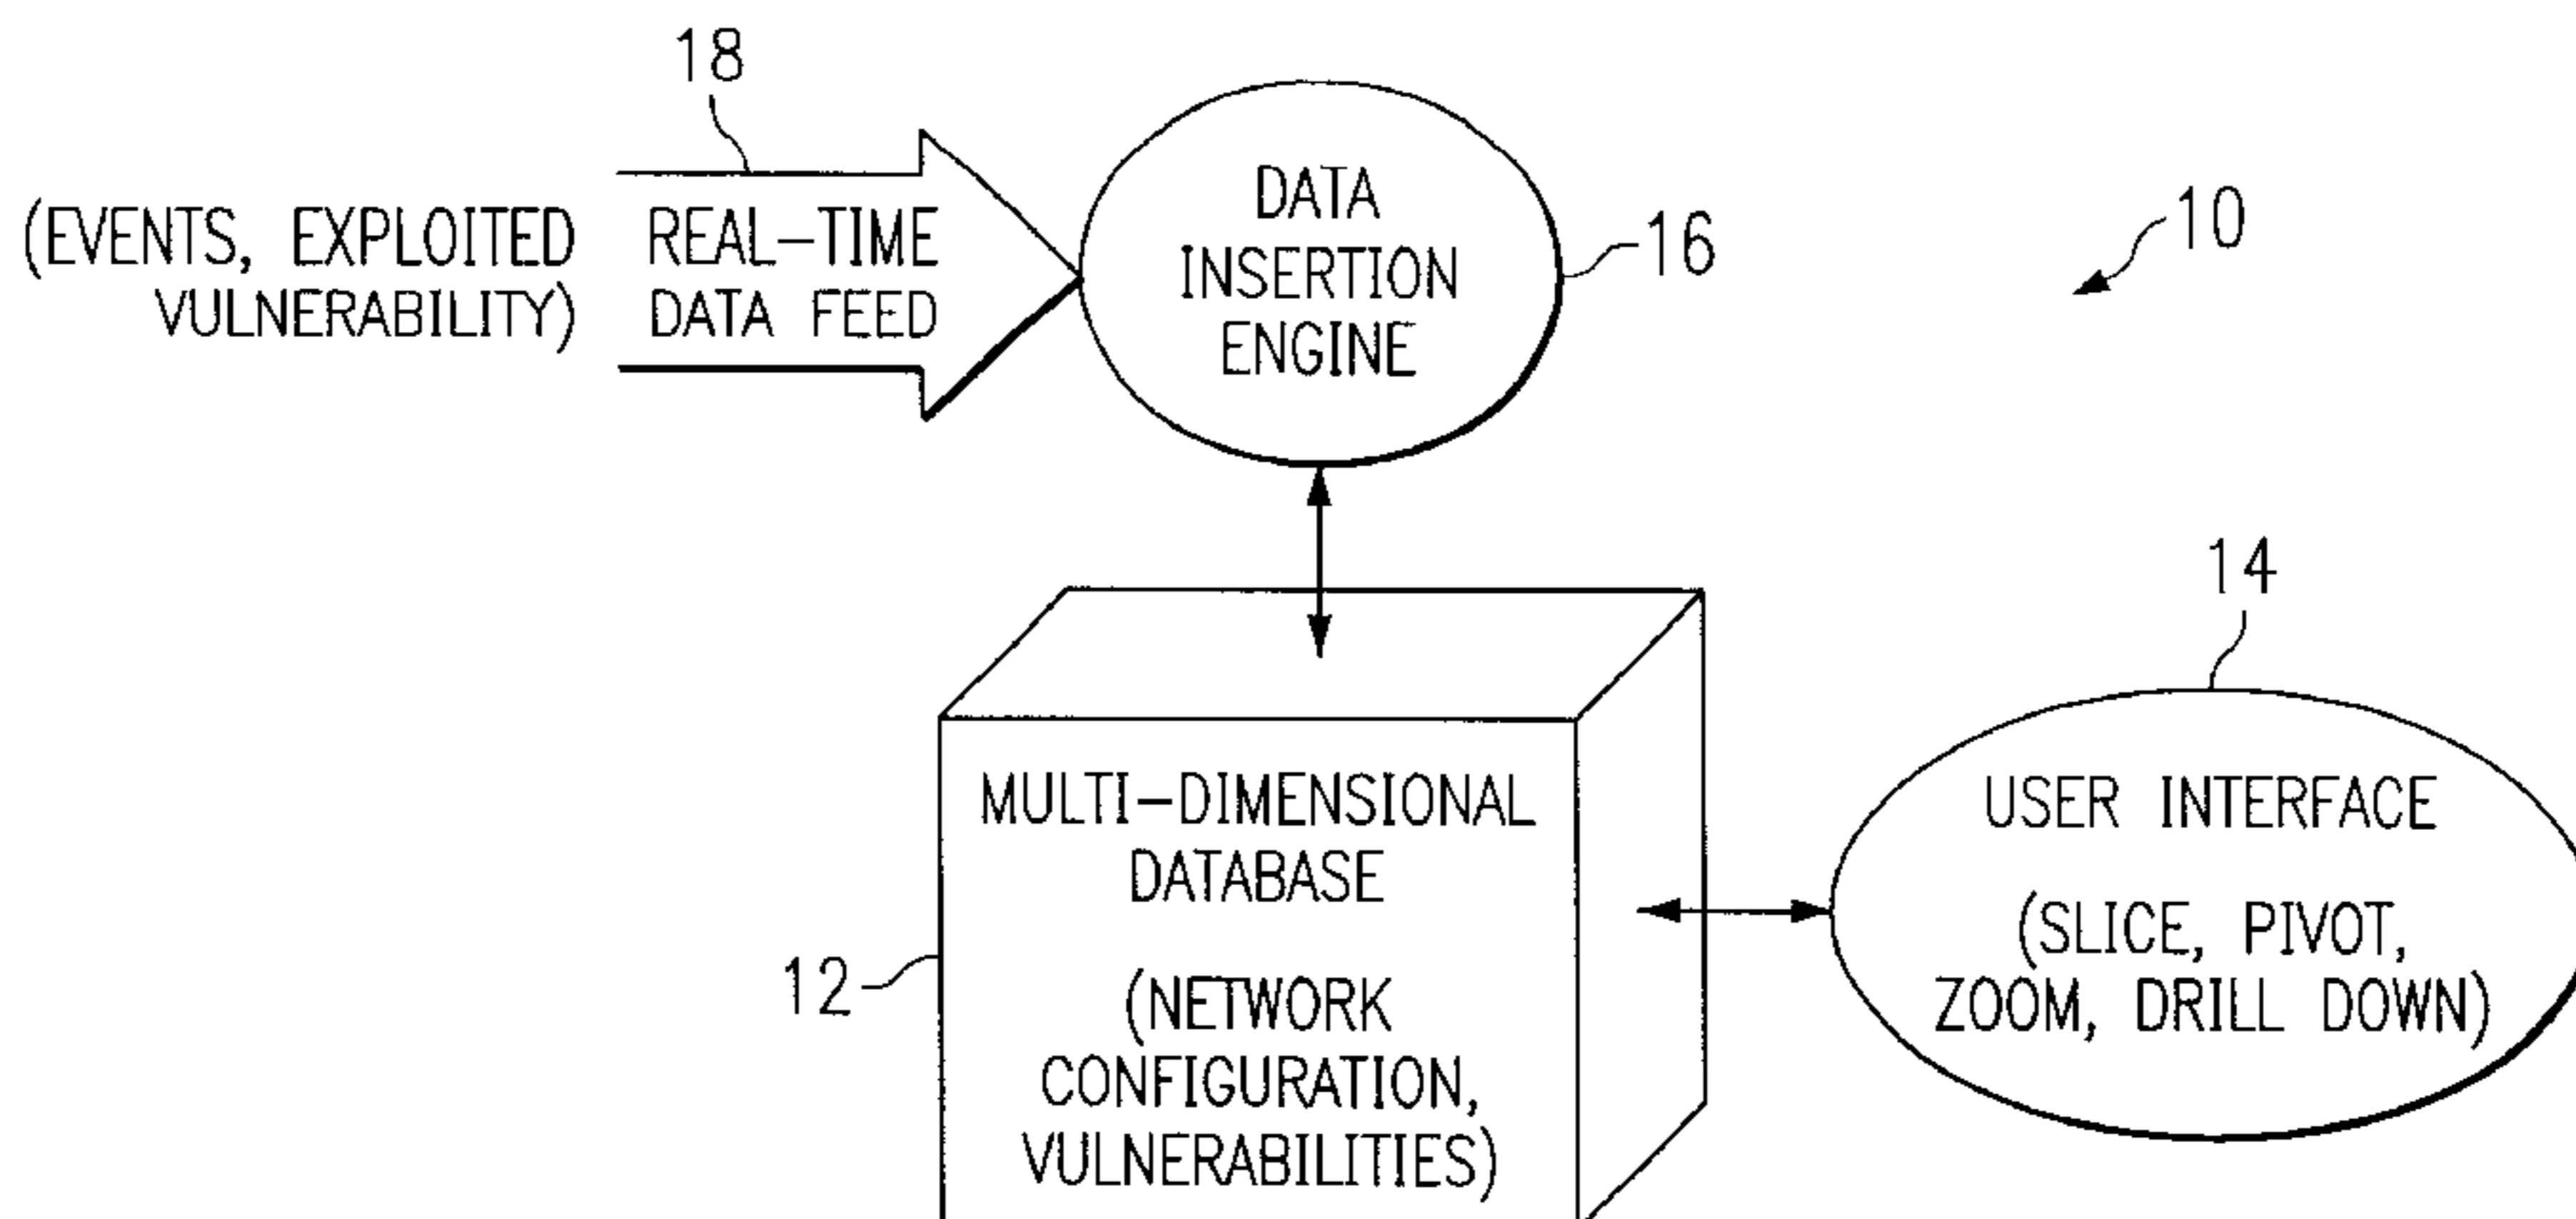 18
(EVENTS, EXPLOITED
VULNERABILITY)
REAL-TIME
DATA FEED
DATA
INSERTION
ENGINE
16
10
14
MULTI-DIMENSIONAL
DATABASE
(NETWORK
CONFIGURATION,
VULNERABILITIES)
12
USER INTERFACE
(SLICE, PIVOT,
ZOOM, DRILL DOWN)